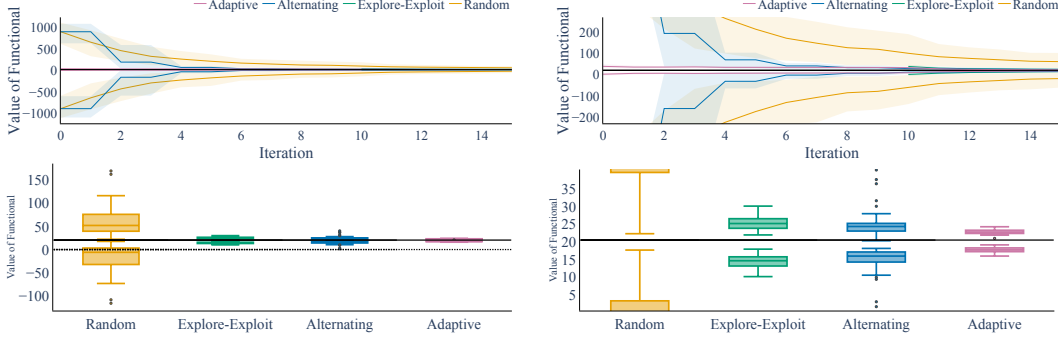 Adaptive Alternating Explore-Exploit Random
Value of Functional
1000
500
0
−500
−1000
0 2 4 6 8 10 12 14
Iteration
Adaptive Alternating Explore-Exploit Random
Value of Functional
200
100
0
−100
−200
0 2 4 6 8 10 12 14
Iteration
Value of Functional
150
100
50
0
−50
−100
Random Explore-Exploit Alternating Adaptive
Value of Functional
35
30
25
20
15
10
5
Random Explore-Exploit Alternating Adaptive